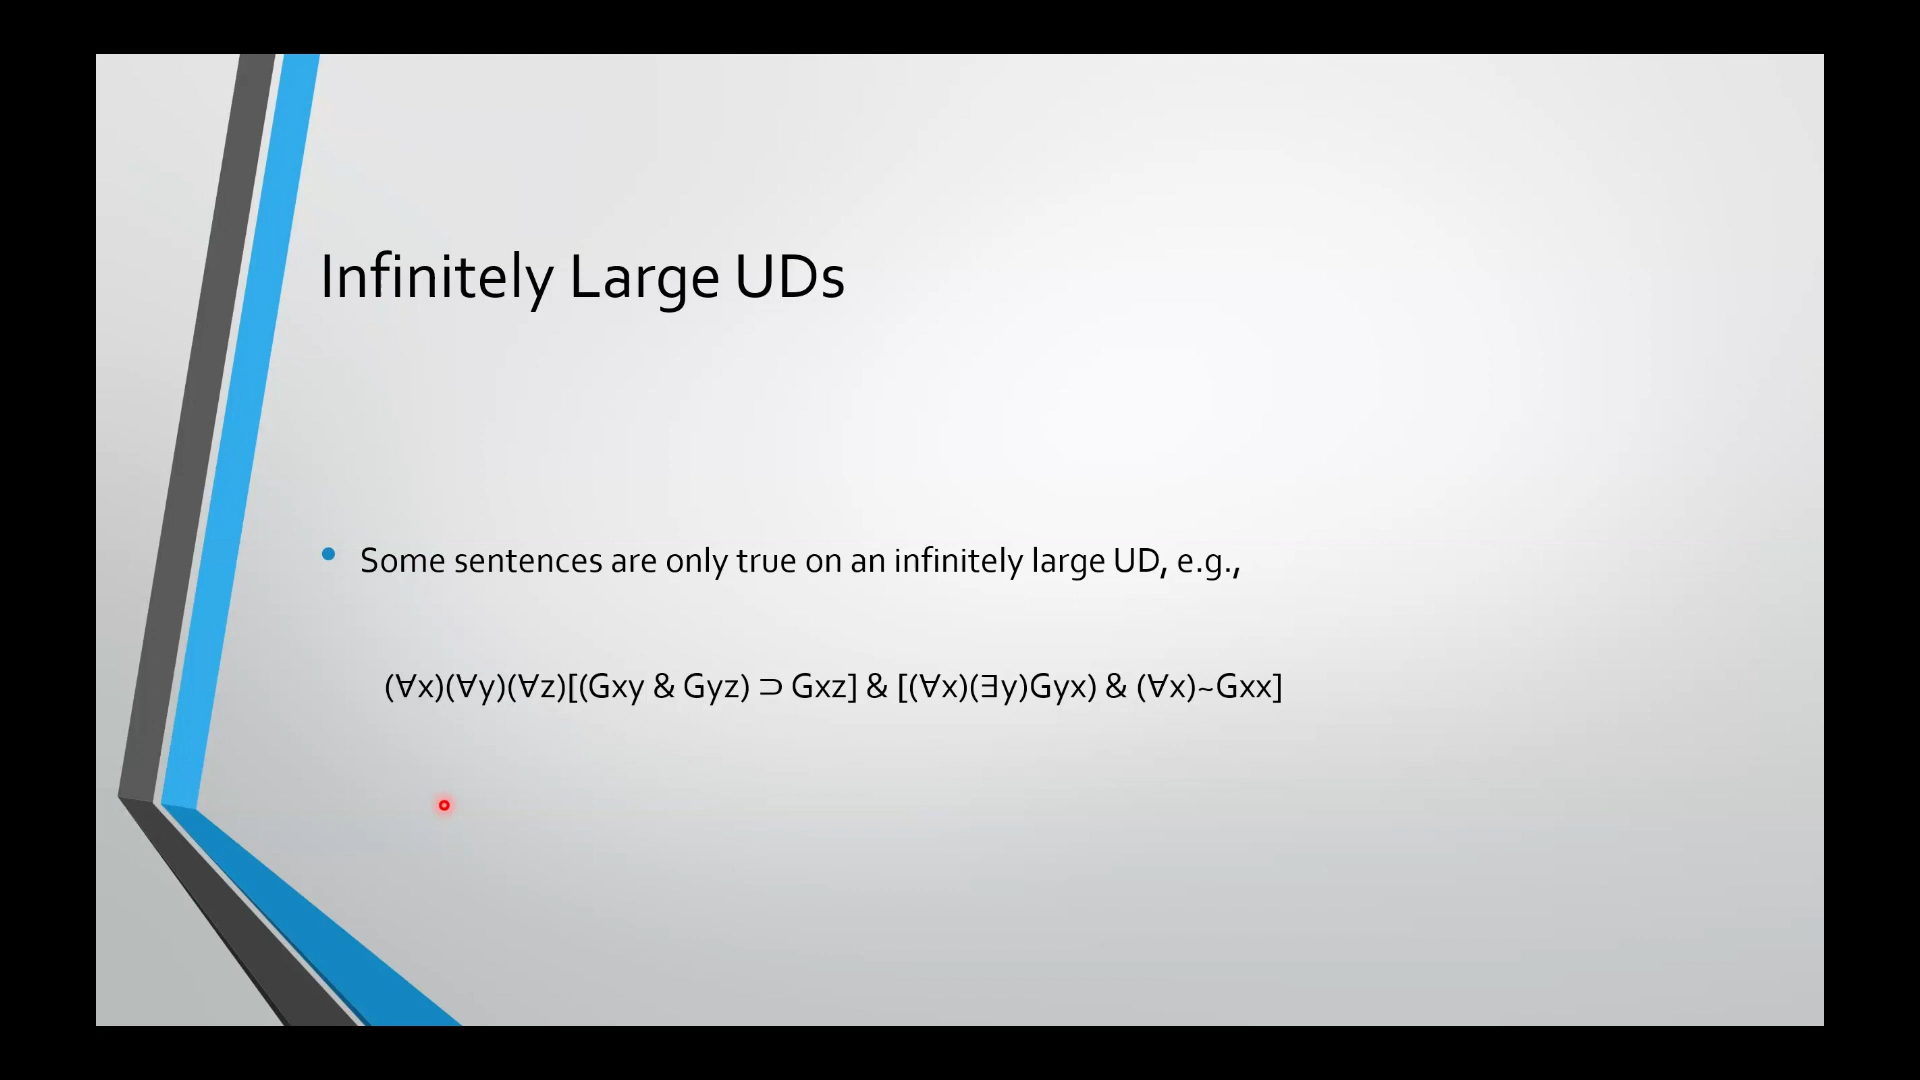 Infinitely Large UDs
Some sentences are only true on an infinitely large UD, e.g.,
(∀x)(∀y)(∀z)[(Gxy & Gyz) ⊃ Gxz] & [(∀x)(∃y)Gyx) & (∀x)~Gxx]